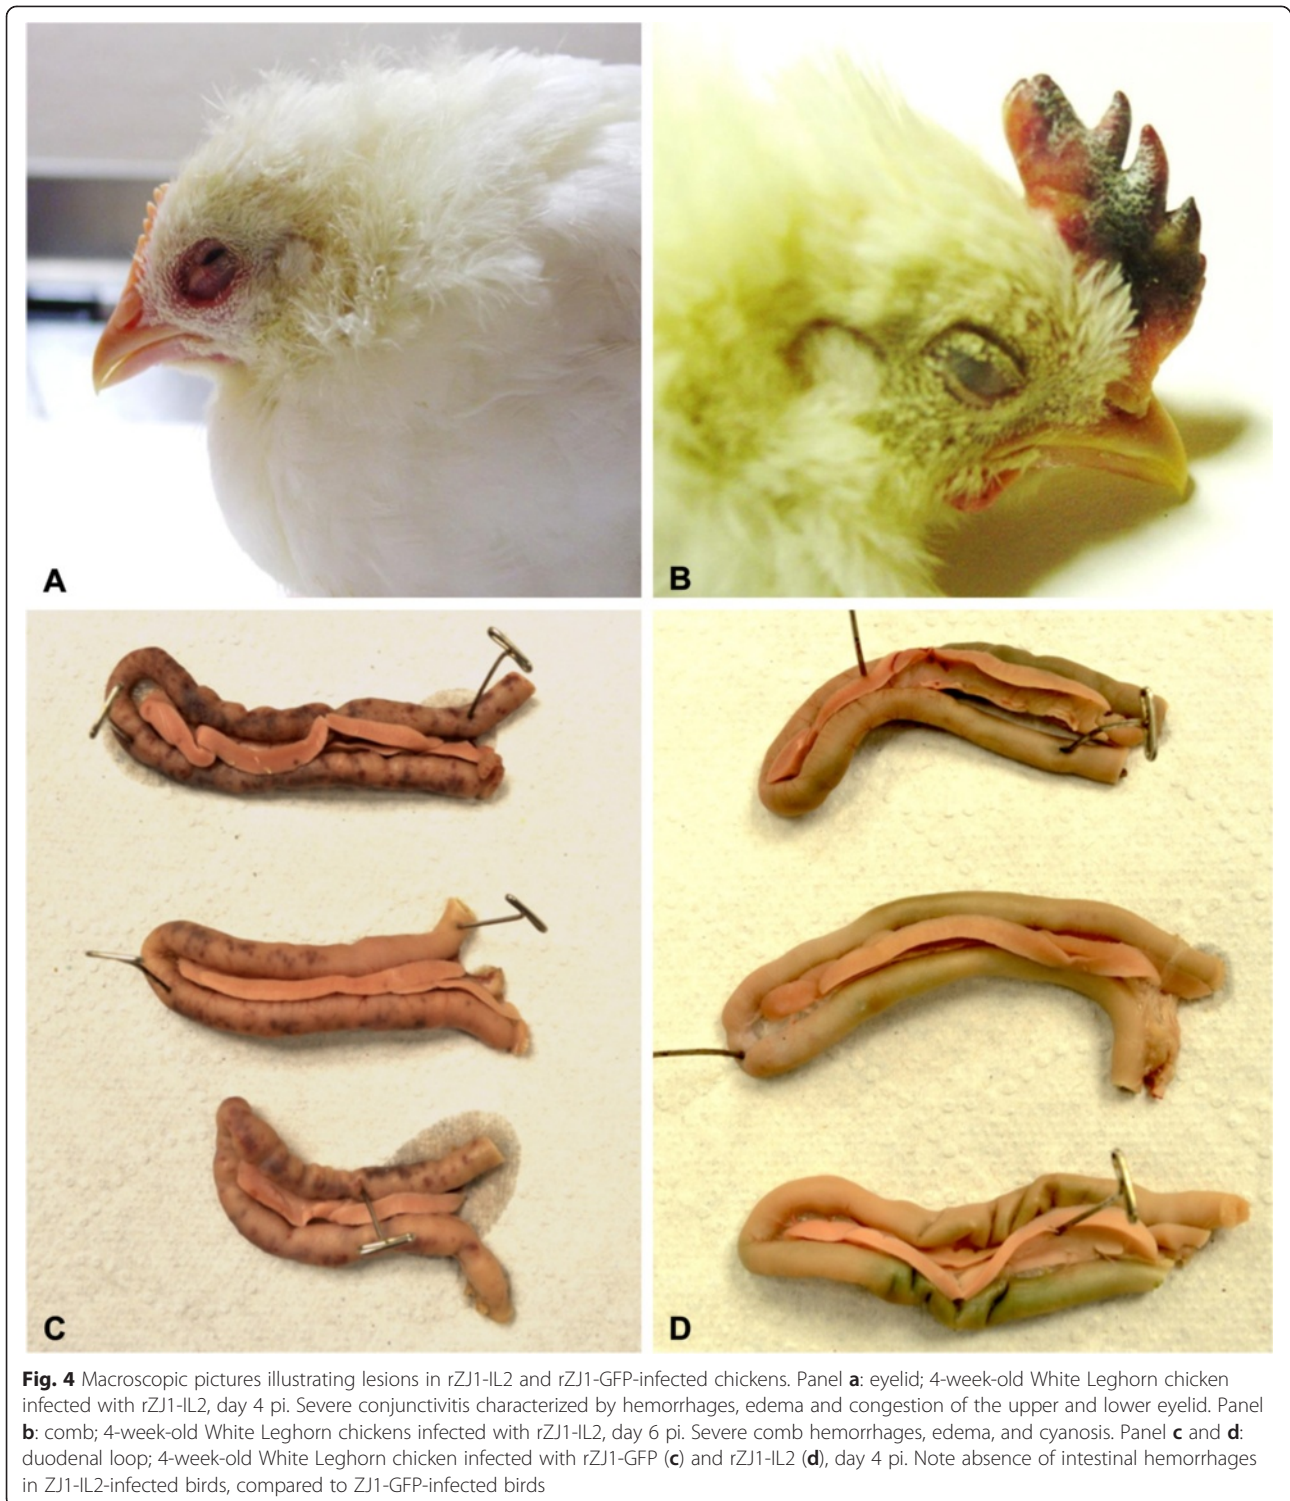 A
B
C
D
Fig. 4 Macroscopic pictures illustrating lesions in rZJ1-IL2 and rZJ1-GFP-infected chickens. Panel a: eyelid; 4-week-old White Leghorn chicken
infected with rZJ1-IL2, day 4 pi. Severe conjunctivitis characterized by hemorrhages, edema and congestion of the upper and lower eyelid. Panel
b: comb; 4-week-old White Leghorn chickens infected with rZJ1-IL2, day 6 pi. Severe comb hemorrhages, edema, and cyanosis. Panel c and d:
duodenal loop; 4-week-old White Leghorn chicken infected with rZJ1-GFP (c) and rZJ1-IL2 (d), day 4 pi. Note absence of intestinal hemorrhages
in ZJ1-IL2-infected birds, compared to ZJ1-GFP-infected birds